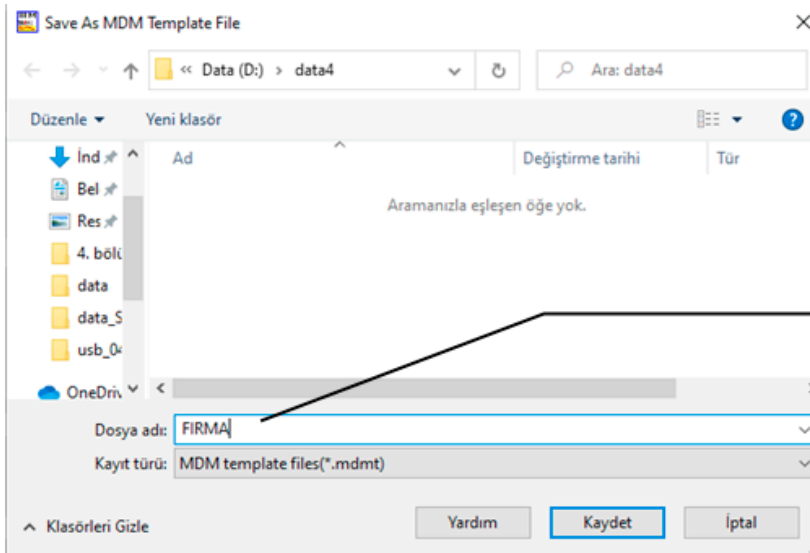 Save As MDM Template File
« Data (D:) › data4
Ara: data4
Düzenle
Yeni klasör
Ad
Değiştirme tarihi
Tür
Aramanızla eşleşen öğe yok.
İnd
Bel
Res
4. bölü
data
data_S
usb_04
OneDriv
Dosya adı: FIRMA
Kayıt türü: MDM template files(*.mdmt)
Klasörleri Gizle
Yardım
Kaydet
İptal